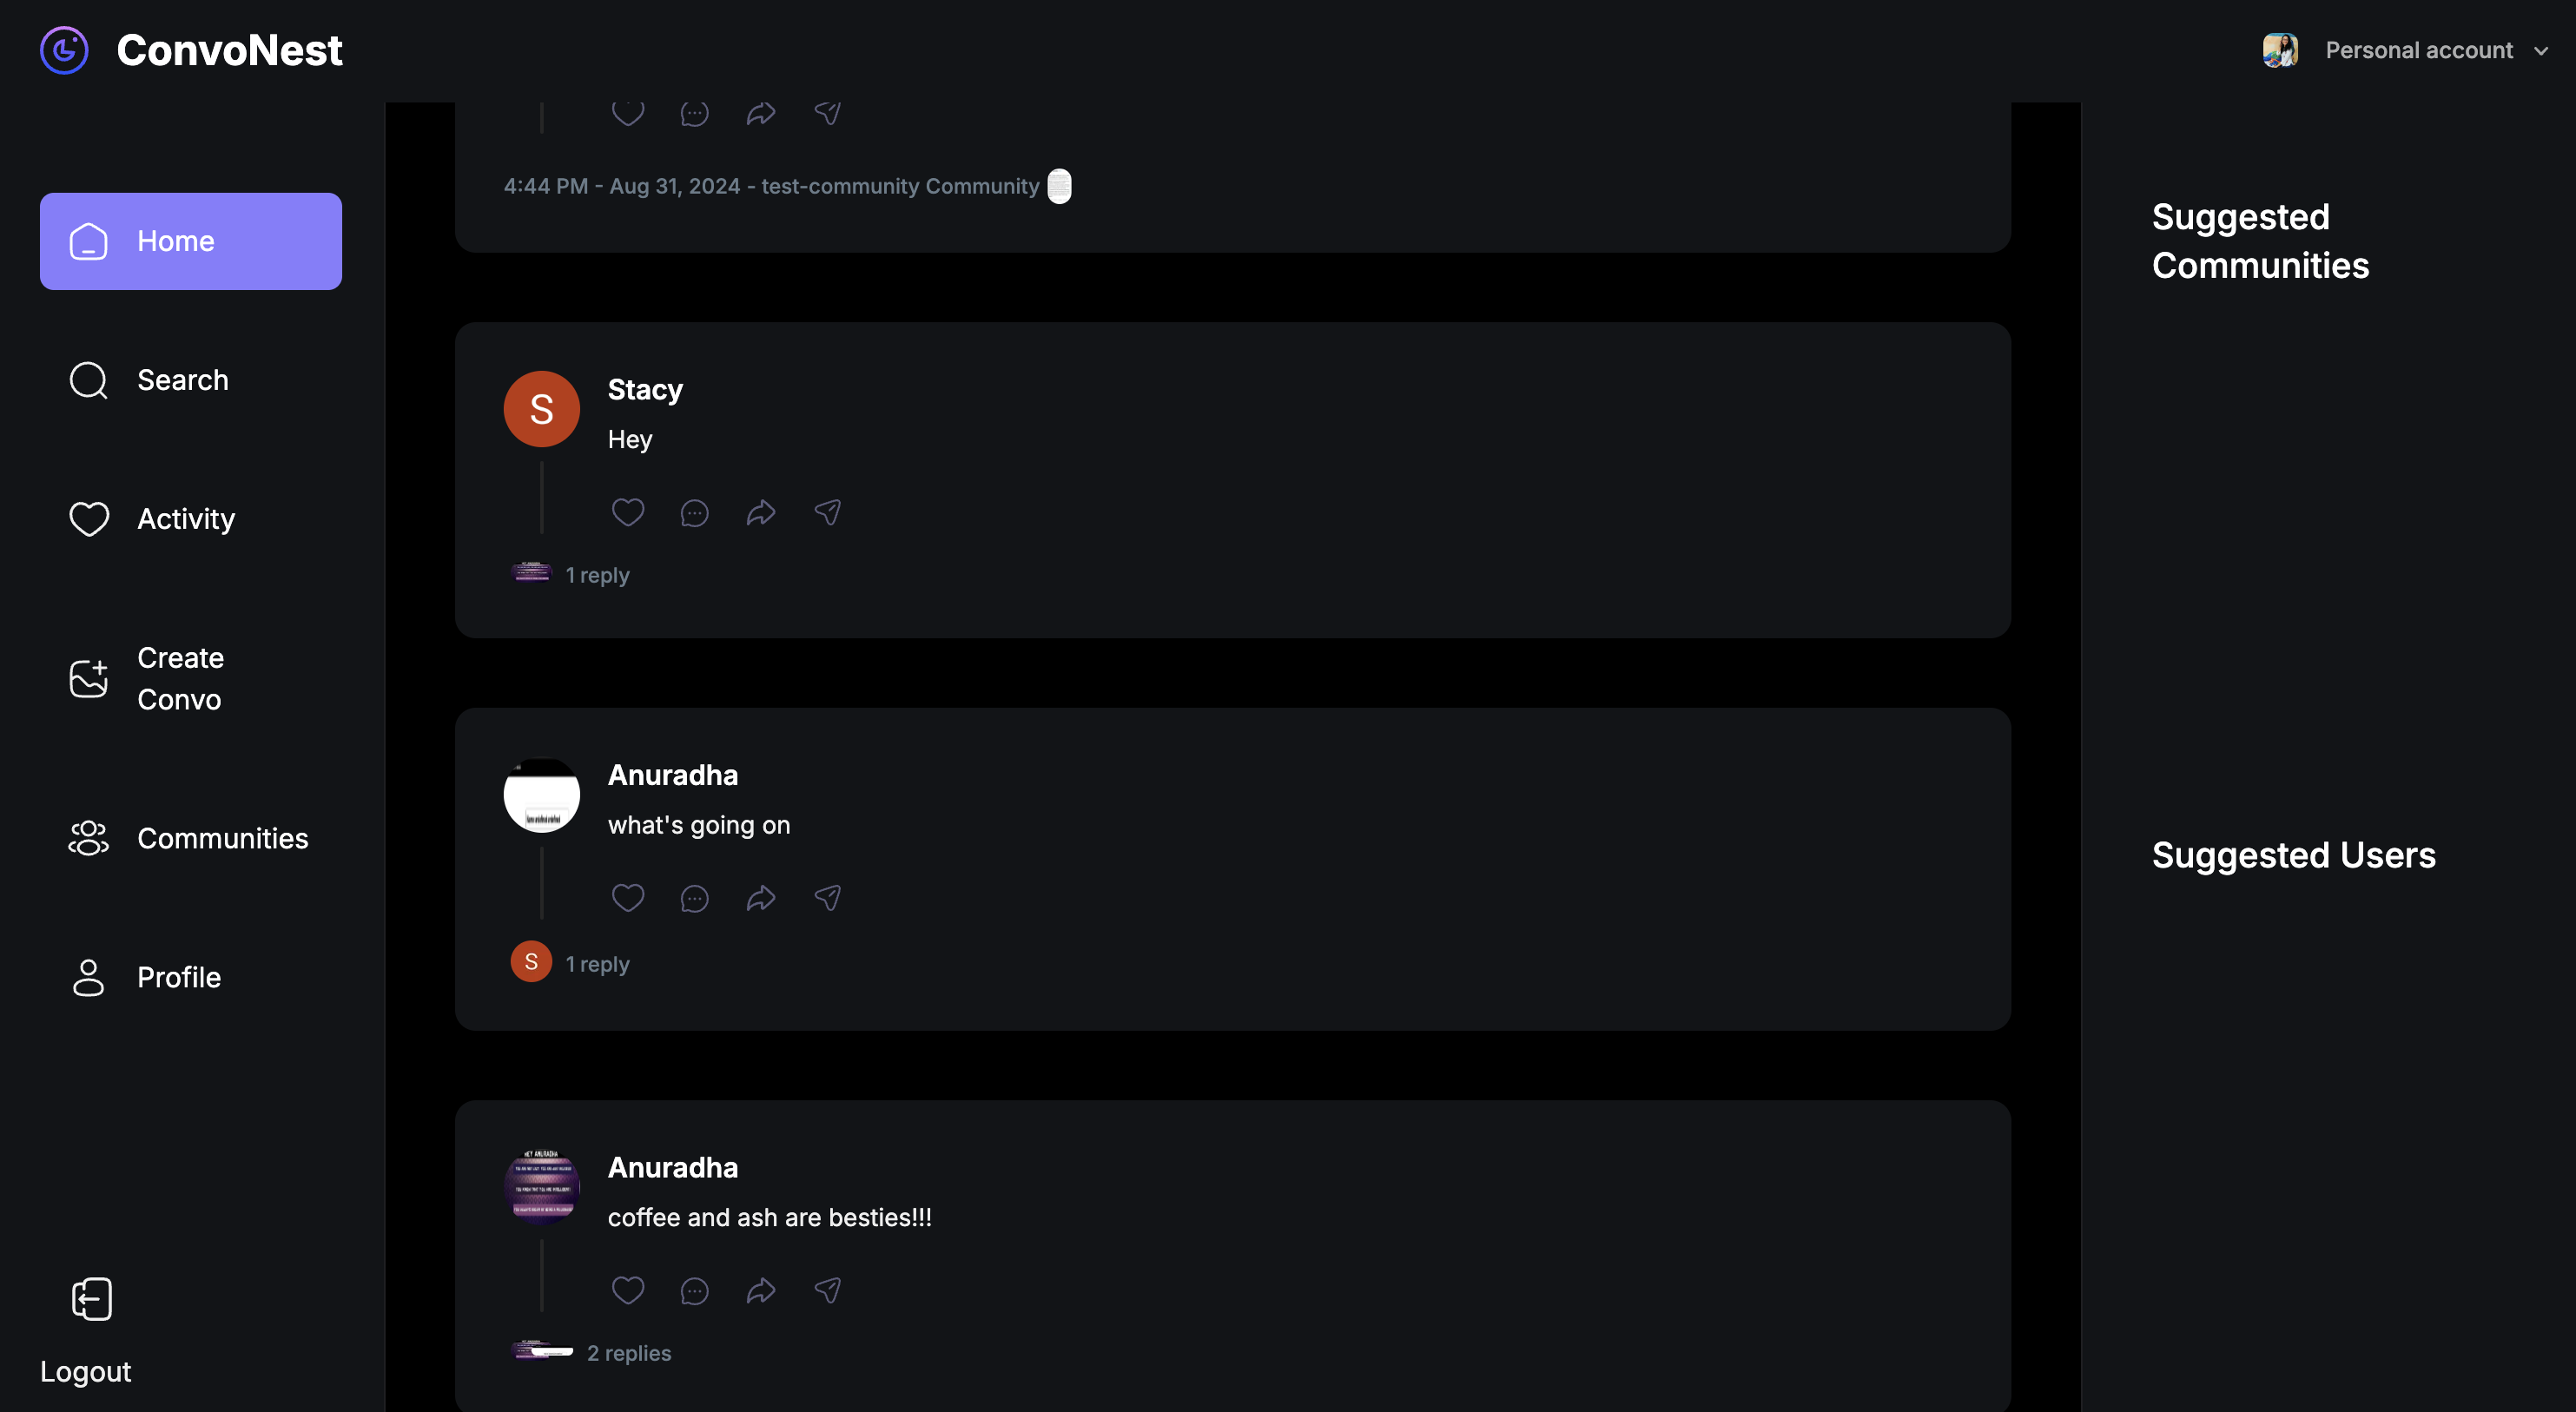 ConvoNest
Personal account
Home
Search
Activity
Create
Convo
Communities
Profile
Logout
4:44 PM - Aug 31, 2024 - test-community Community
S
Stacy
Hey
1 reply
Anuradha
what's going on
S
1 reply
HEY ANURADHA
Anuradha
coffee and ash are besties!!!
2 replies
Suggested
Communities
Suggested Users